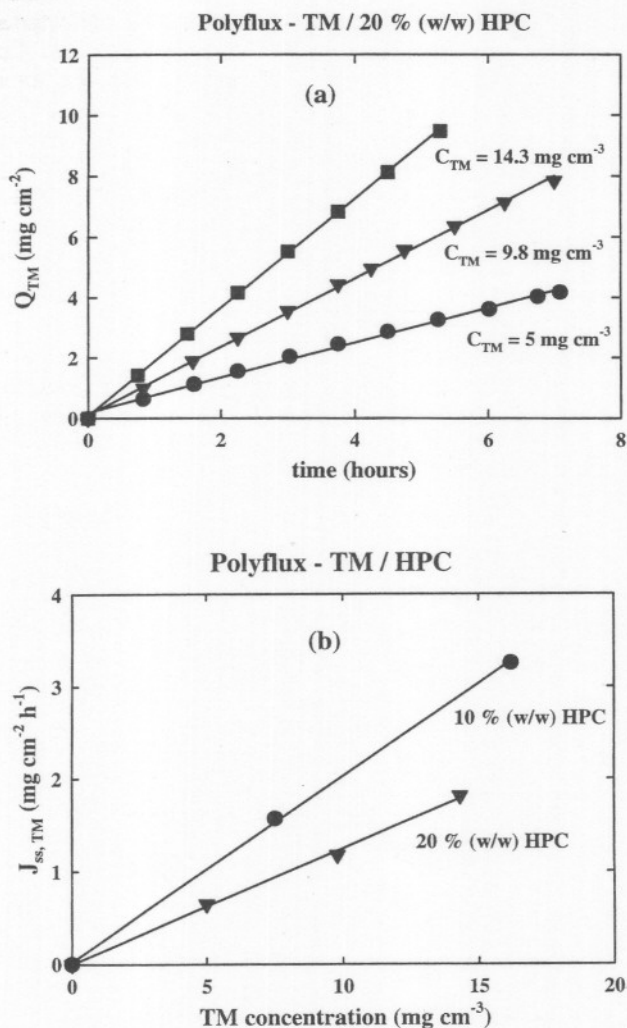 Polyflux - TM / 20 % (w/w) HPC
(a)
12
10
8
6
4
2
0
Q_TM (mg cm⁻²)
C_TM = 14.3 mg cm⁻³
C_TM = 9.8 mg cm⁻³
C_TM = 5 mg cm⁻³
0 2 4 6 8
time (hours)
Polyflux - TM / HPC
(b)
4
3
2
1
0
J_ss, TM (mg cm⁻² h⁻¹)
10 % (w/w) HPC
20 % (w/w) HPC
0 5 10 15 20
TM concentration (mg cm⁻³)